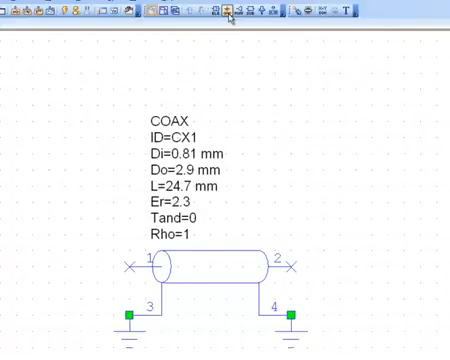 COAX
ID=CX1
Di=0.81 mm
Do=2.9 mm
L=24.7 mm
Er=2.3
Tand=0
Rho=1
1 2
3 4